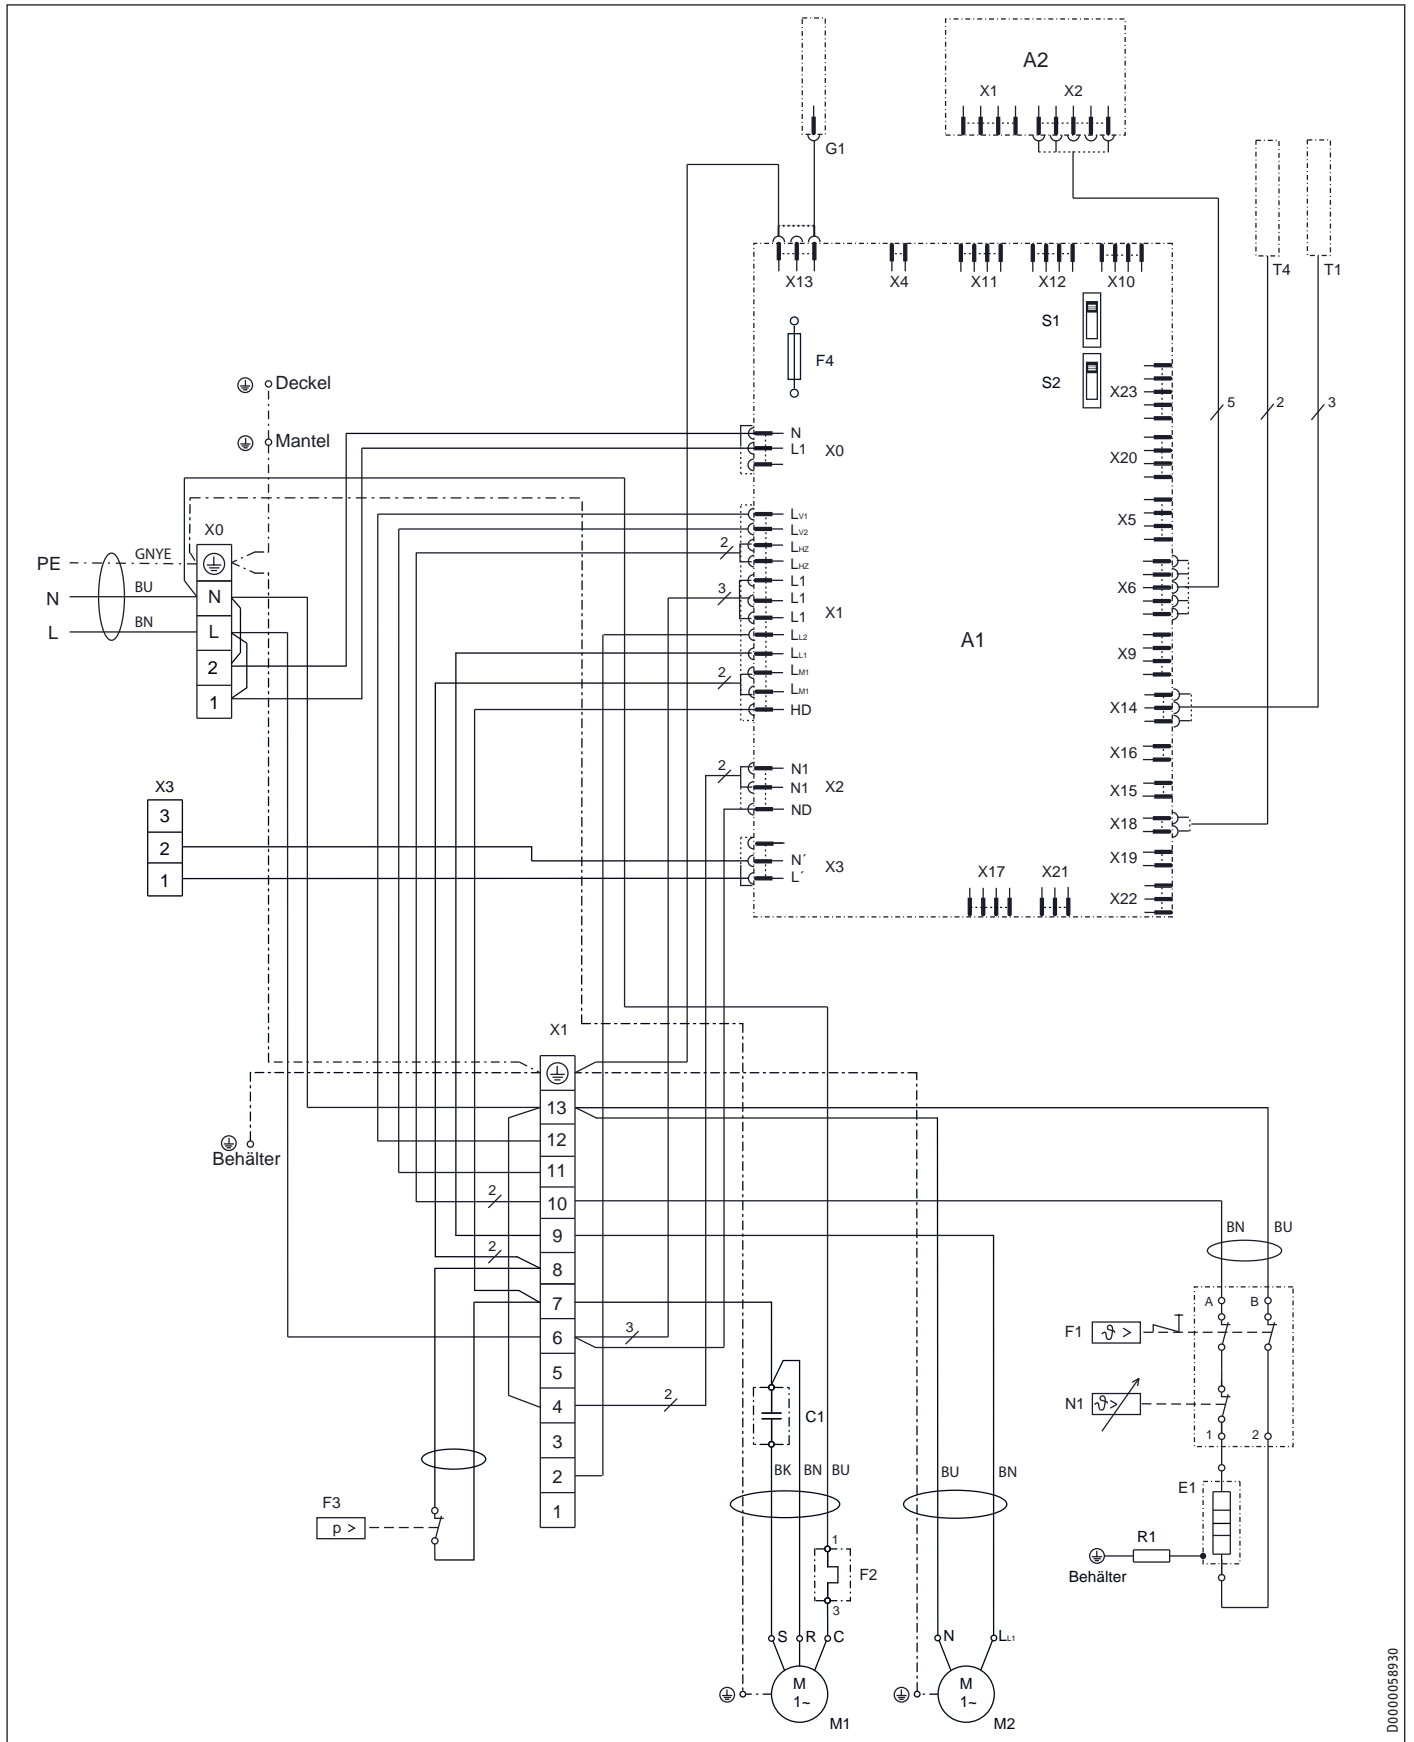 A2
X1 X2
G1
T4 T1
X13 X4 X11 X12 X10
S1
F4
S2
X23
5 2 3
Deckel
Mantel
N
L1 X0
X20
X0
LV1
LV2
LHZ
LHZ
L1
L1
L1
LL2
LL1
LM1
LM1
HD
X1
2
3
2
X5
X6
A1
X9
X14
PE GNYE
N BU
L BN
N
L
2
1
X16
X15
X18
X19
X22
N1
N1 X2
ND
2
X3
3
2
1
N´
L´
X3
X17 X21
X1
13
12
11
10
9
8
7
6
5
4
3
2
1
2
2
3
2
Behälter
BN BU
A B
F1 ϑ >
N1 ϑ>
1 2
C1
BK BN BU
BU BN
E1
R1
Behälter
F3
p >
1
F2
3
S R C
N LL1
M
1~
M1
M
1~
M2
D0000058930